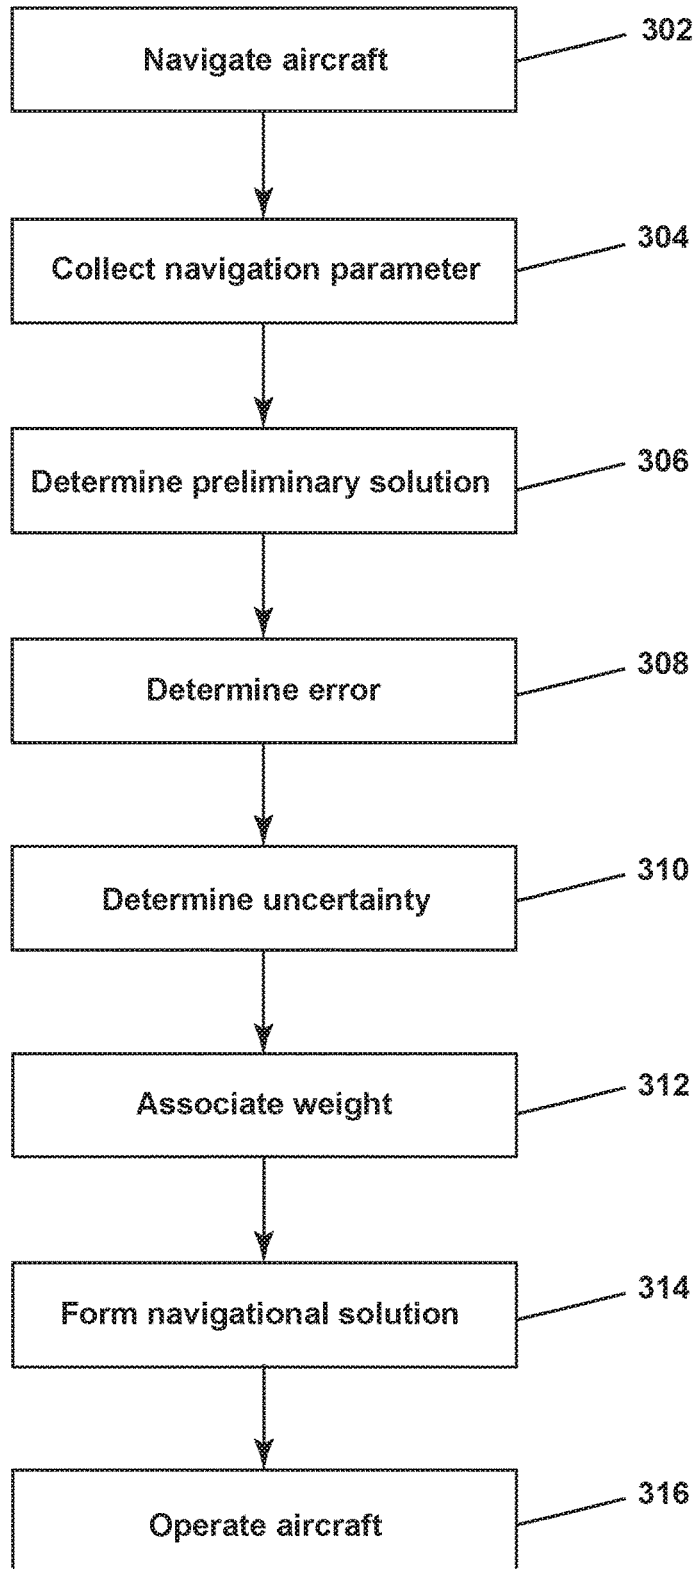 Navigate aircraft
302
Collect navigation parameter
304
Determine preliminary solution
306
Determine error
308
Determine uncertainty
310
Associate weight
312
Form navigational solution
314
Operate aircraft
316